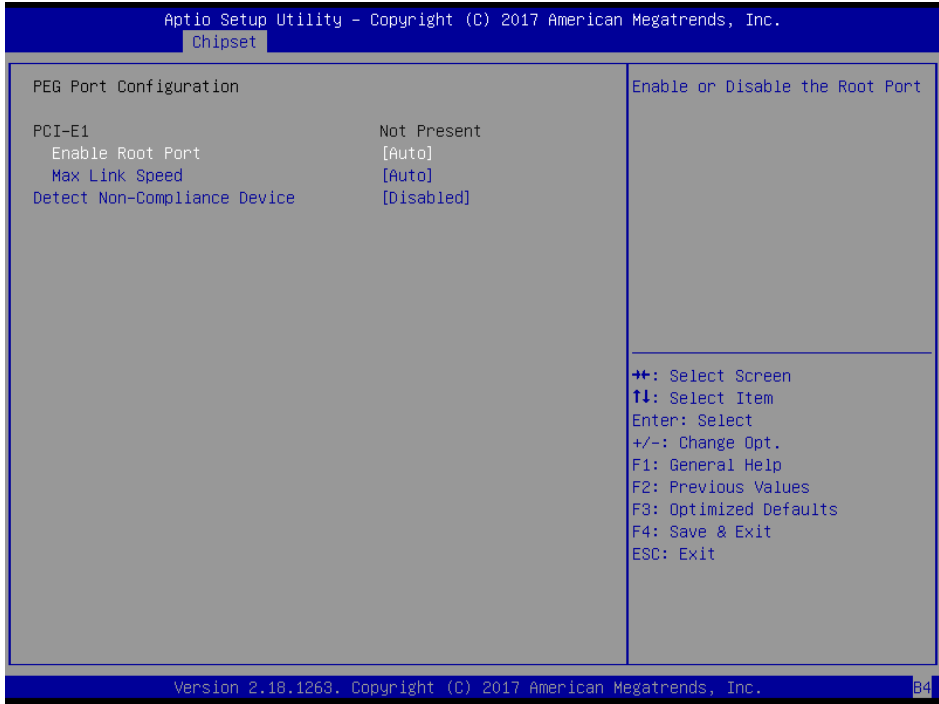 Aptio Setup Utility – Copyright (C) 2017 American Megatrends, Inc.
Chipset
PEG Port Configuration
PCI-E1 Not Present
Enable Root Port [Auto]
Max Link Speed [Auto]
Detect Non-Compliance Device [Disabled]
Enable or Disable the Root Port
→←: Select Screen
↑↓: Select Item
Enter: Select
+/-: Change Opt.
F1: General Help
F2: Previous Values
F3: Optimized Defaults
F4: Save & Exit
ESC: Exit
Version 2.18.1263. Copyright (C) 2017 American Megatrends, Inc.
B4